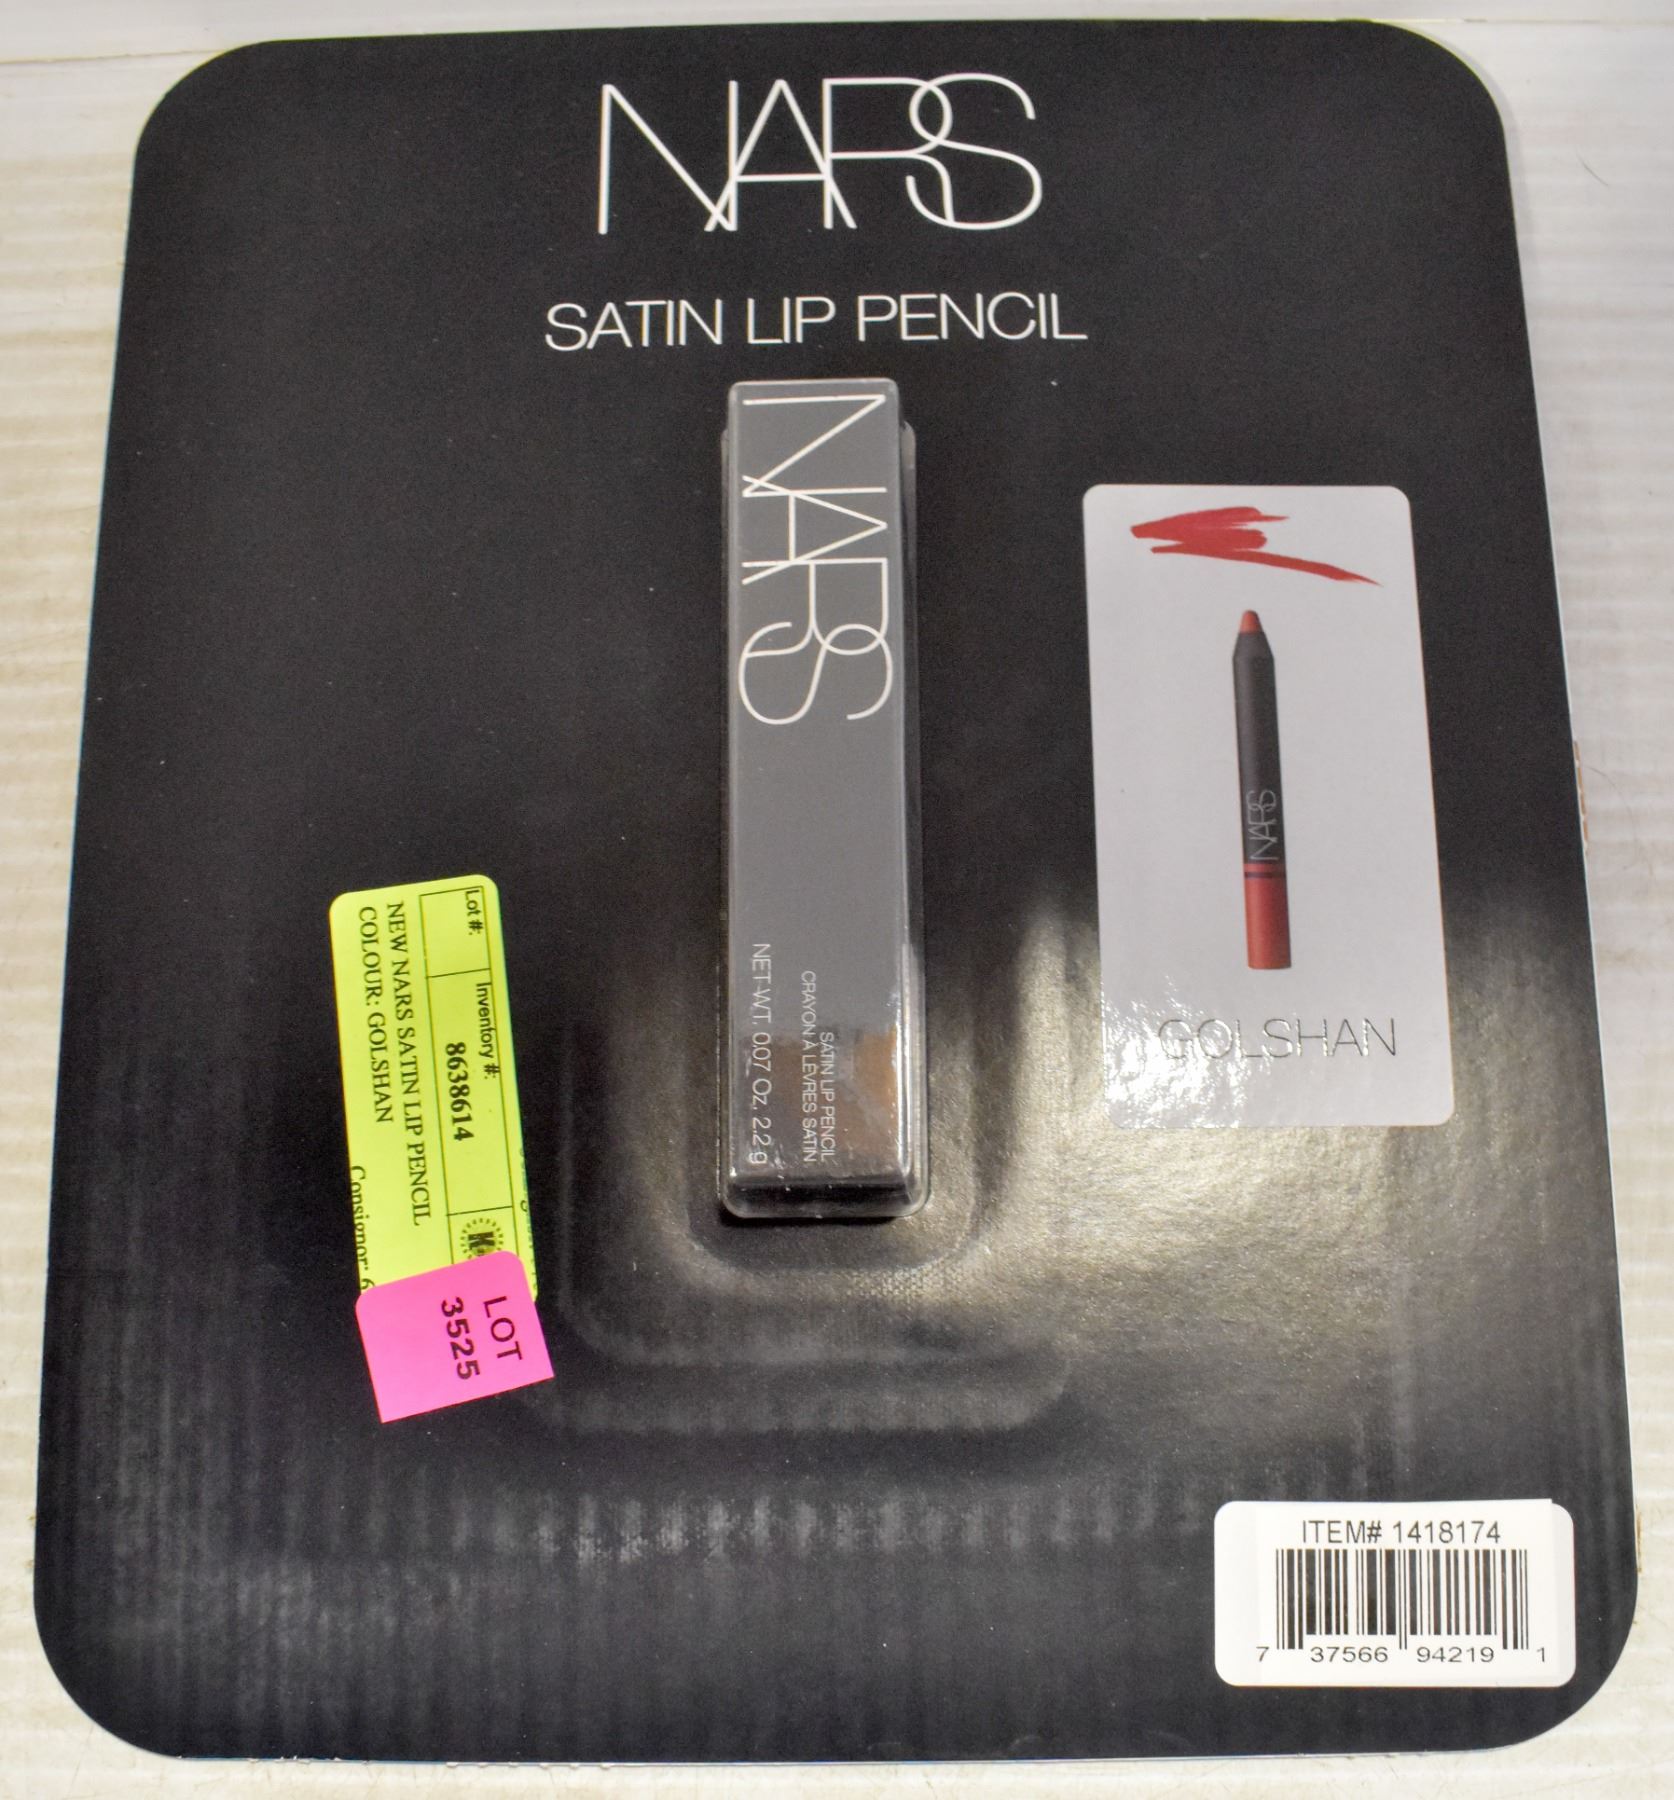 NARS
SATIN LIP PENCIL
NARS
SATIN LIP PENCIL
CRAYON À LÈVRES SATIN
NET WT. 0.07 Oz. 2.2 g
NARS
GOLSHAN
Lot #:
Inventory #:
8638614
NEW NARS SATIN LIP PENCIL
COLOUR: GOLSHAN
Consignor: 6
LOT
3525
ITEM# 1418174
7 37566 94219 1